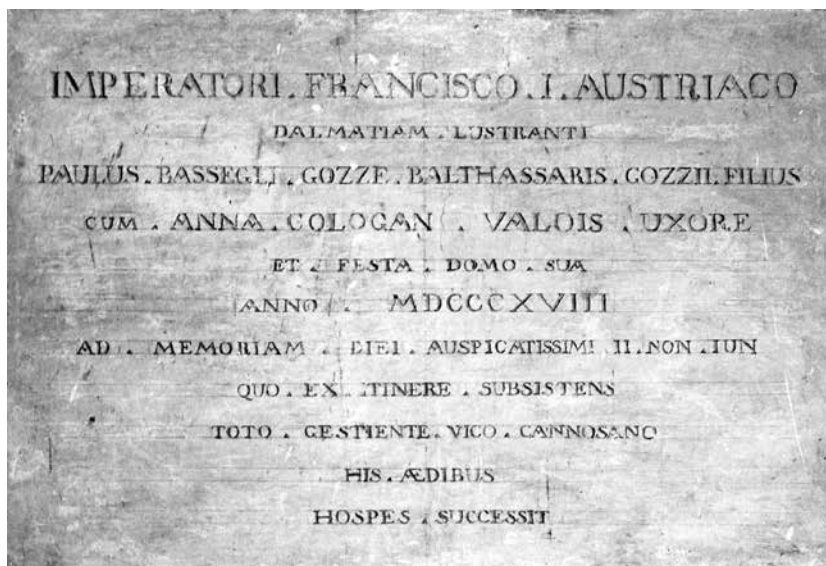 IMPERATORI . FRANCISCO . I . AUSTRIACO
DALMATIAM . LUSTRANTI
PAULUS . BASSEGLI . GOZZE . BALTHASSARIS . GOZZII . FILIUS
CUM . ANNA . COLOGAN . VALOIS . UXORE
ET . FESTA . DOMO . SUA
ANNO . MDCCCXVIII
AD . MEMORIAM . DIEI . AUSPICATISSIMI II . NON . IUN
QUO . EX . ITINERE . SUBSISTENS
TOTO . GESTIENTE . VICO . CANNOSANO
HIS . ÆDIBUS
HOSPES . SUCCESSIT